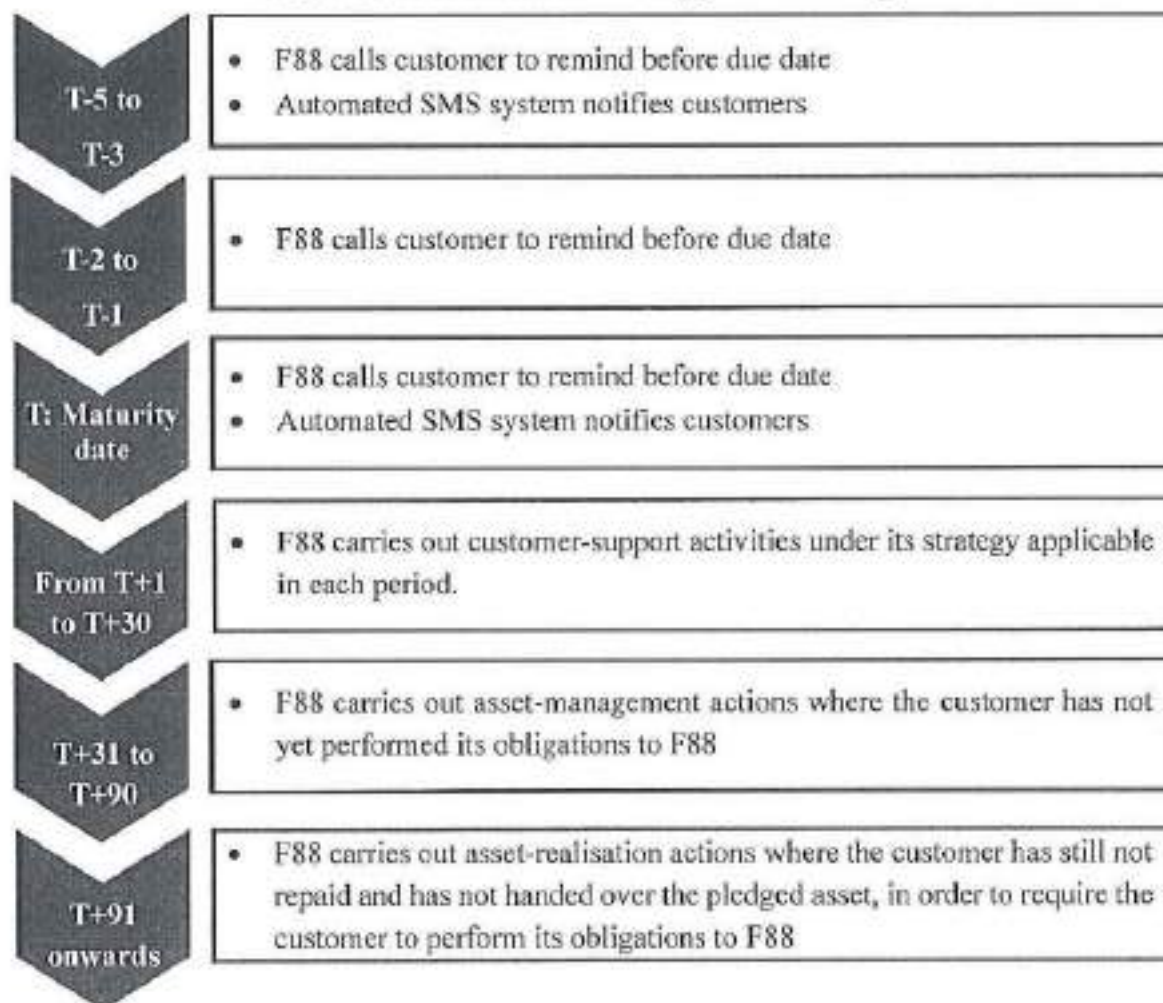 T-5 to
T-3
• F88 calls customer to remind before due date
• Automated SMS system notifies customers
T-2 to
T-1
• F88 calls customer to remind before due date
T: Maturity
date
• F88 calls customer to remind before due date
• Automated SMS system notifies customers
From T+1
to T+30
• F88 carries out customer-support activities under its strategy applicable
in each period.
T+31 to
T+90
• F88 carries out asset-management actions where the customer has not
yet performed its obligations to F88
T+91
onwards
• F88 carries out asset-realisation actions where the customer has still not
repaid and has not handed over the pledged asset, in order to require the
customer to perform its obligations to F88